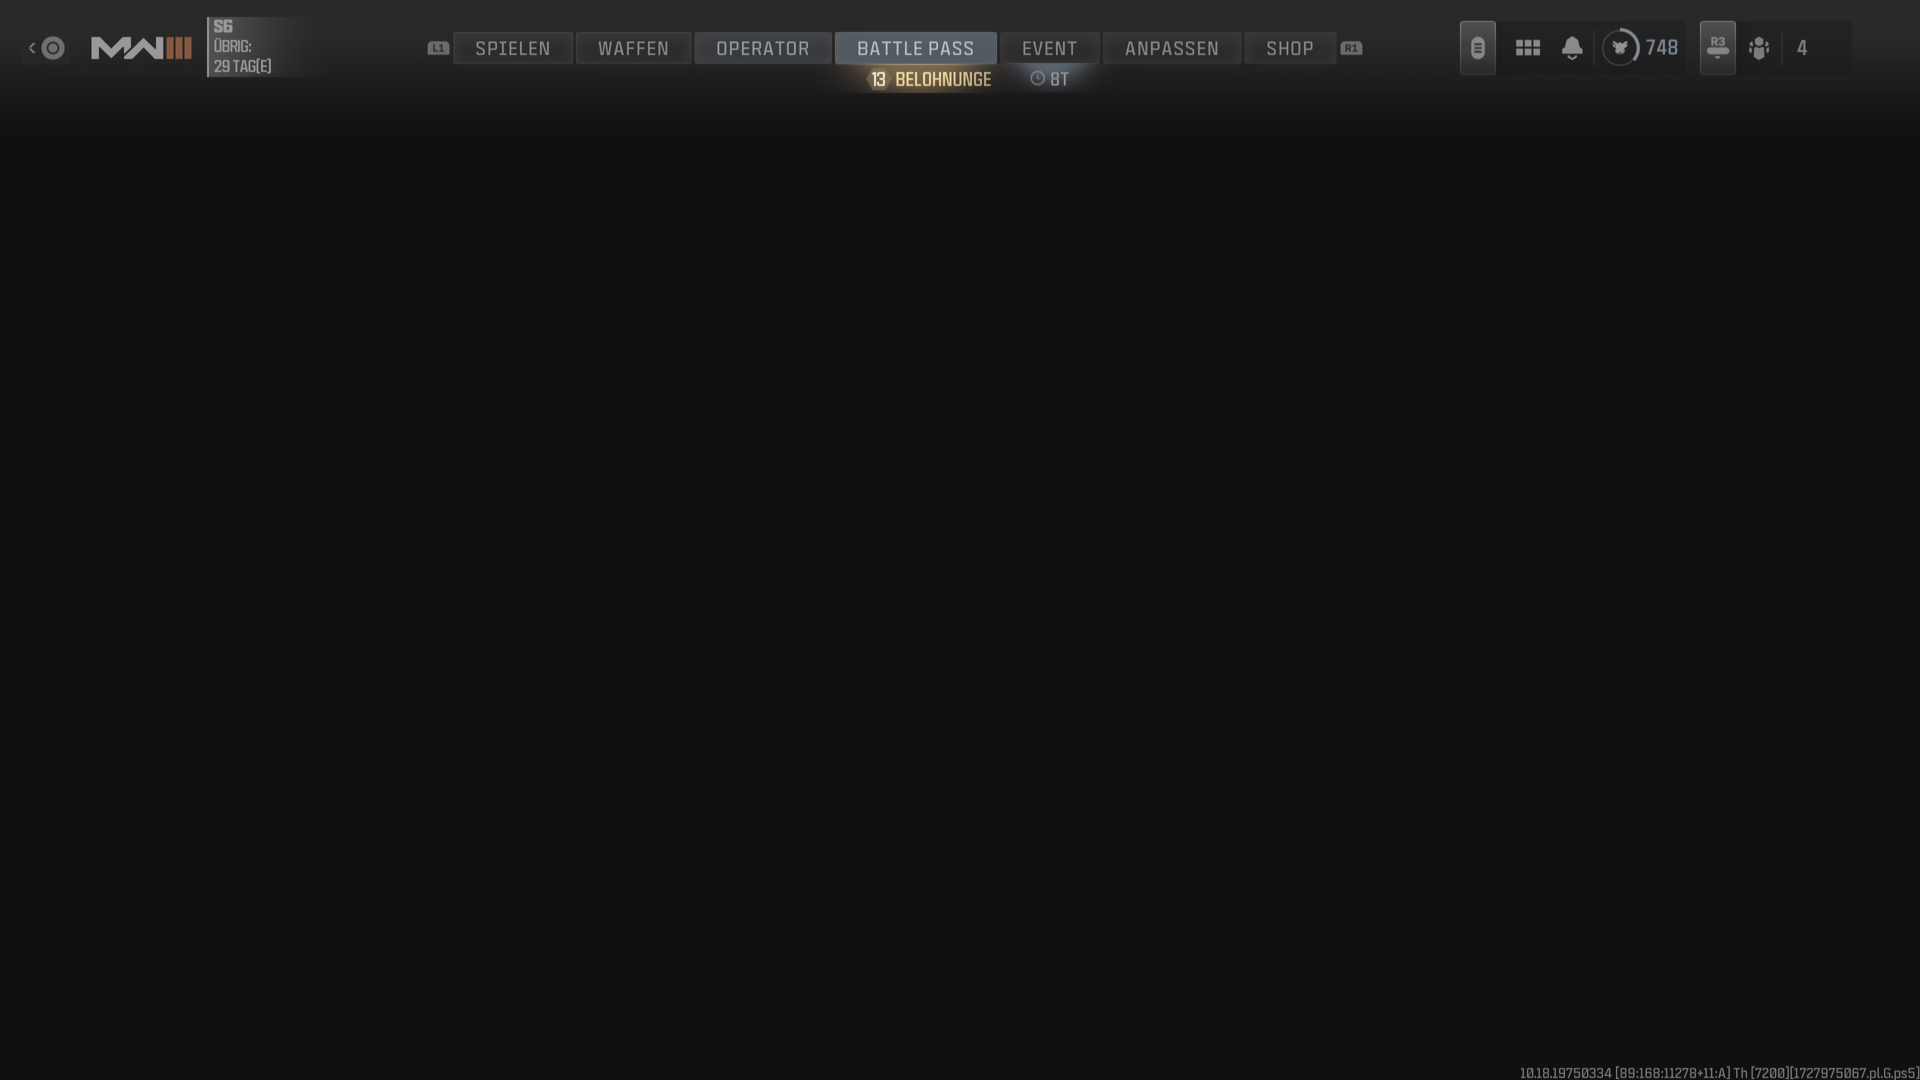 MWIII
S6
ÜBRIG:
29 TAG(E)
L1 SPIELEN WAFFEN OPERATOR BATTLE PASS EVENT ANPASSEN SHOP R1
13 BELOHNUNGE 8T
748 R3 4
10.18.19750334 [89:168:11278+11:A] Th [7200][1727975067.pl.G.ps5]